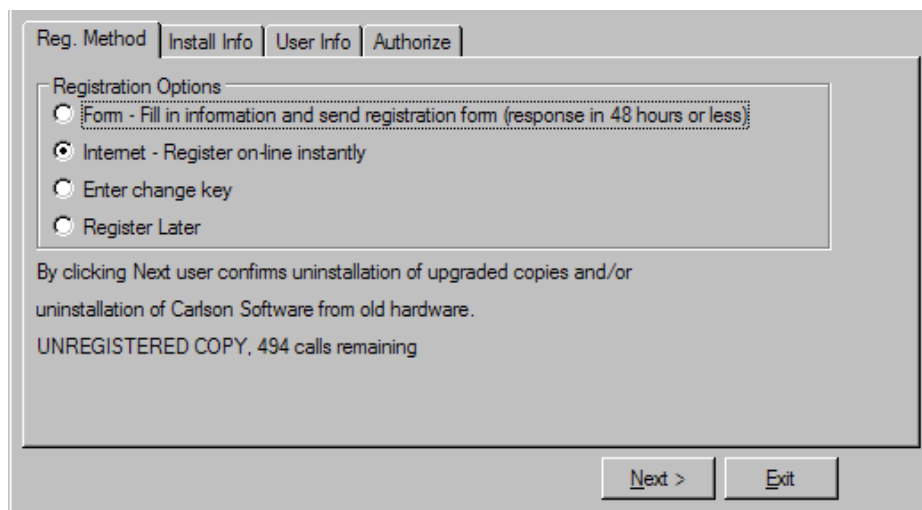 Reg. Method Install Info User Info Authorize
Registration Options
Form - Fill in information and send registration form (response in 48 hours or less)
Internet - Register on-line instantly
Enter change key
Register Later
By clicking Next user confirms uninstallation of upgraded copies and/or
uninstallation of Carlson Software from old hardware.
UNREGISTERED COPY, 494 calls remaining
Next > Exit